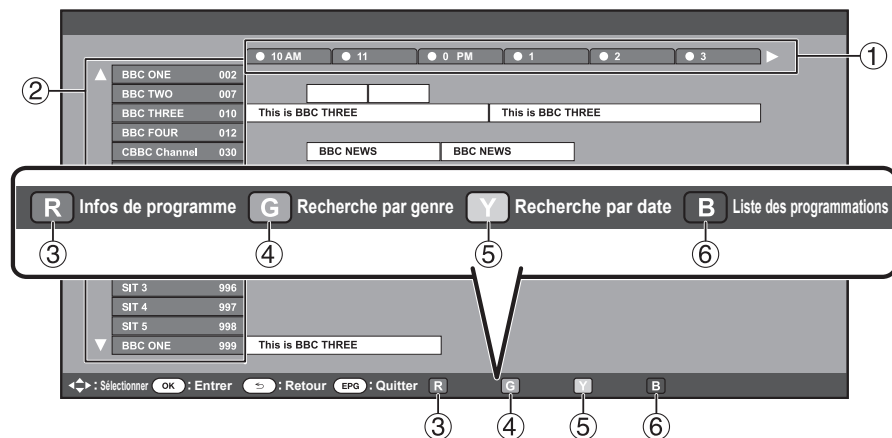 10 AM 11 0 PM 1 2 3 ①
②
BBC ONE 002
BBC TWO 007
BBC THREE 010 This is BBC THREE This is BBC THREE
BBC FOUR 012
CBBC Channel 030 BBC NEWS BBC NEWS
R Infos de programme G Recherche par genre Y Recherche par date B Liste des programmations
③ ④ ⑤ ⑥
SIT 3 996
SIT 4 997
SIT 5 998
BBC ONE 999 This is BBC THREE
: Sélectionner OK : Entrer : Retour EPG : Quitter R G Y B
③ ④ ⑤ ⑥